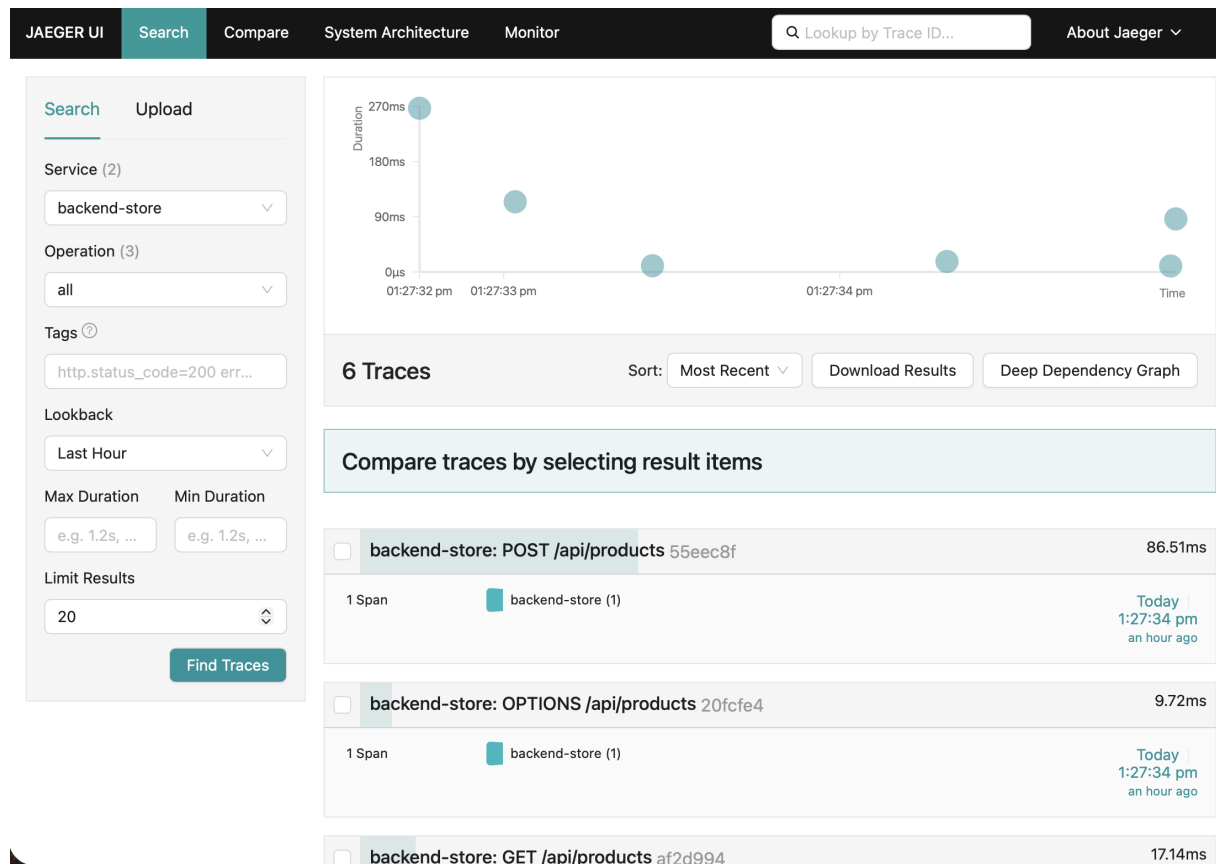 JAEGER UI Search Compare System Architecture Monitor Lookup by Trace ID... About Jaeger
Search Upload
Service (2)
backend-store
Operation (3)
all
Tags ?
http.status_code=200 err...
Lookback
Last Hour
Max Duration Min Duration
e.g. 1.2s, ... e.g. 1.2s, ...
Limit Results
20
Find Traces
Duration
270ms
180ms
90ms
0μs
01:27:32 pm 01:27:33 pm 01:27:34 pm Time
6 Traces Sort: Most Recent Download Results Deep Dependency Graph
Compare traces by selecting result items
backend-store: POST /api/products 55eec8f 86.51ms
1 Span backend-store (1) Today
1:27:34 pm
an hour ago
backend-store: OPTIONS /api/products 20fcfe4 9.72ms
1 Span backend-store (1) Today
1:27:34 pm
an hour ago
backend-store: GET /api/products af2d994 17.14ms